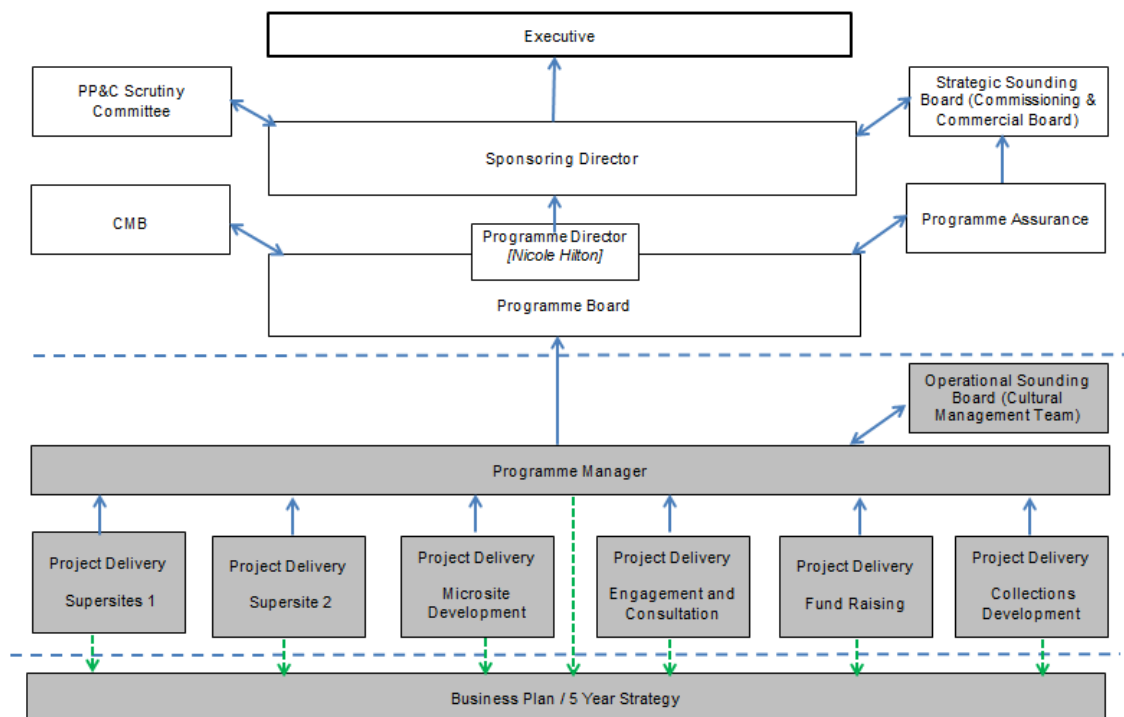 Executive
PP&C Scrutiny
Committee
Strategic Sounding
Board (Commissioning &
Commercial Board)
Sponsoring Director
CMB
Programme Director
[Nicole Hilton]
Programme Assurance
Programme Board
Operational Sounding
Board (Cultural
Management Team)
Programme Manager
Project Delivery
Supersites 1
Project Delivery
Supersite 2
Project Delivery
Microsite
Development
Project Delivery
Engagement and
Consultation
Project Delivery
Fund Raising
Project Delivery
Collections
Development
Business Plan / 5 Year Strategy